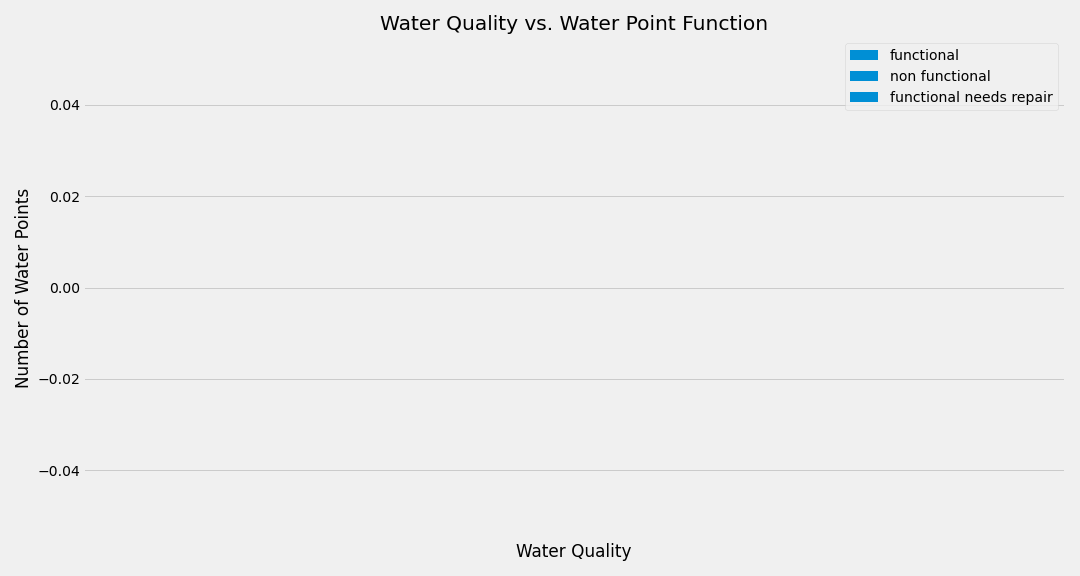 Water Quality vs. Water Point Function
functional
non functional
functional needs repair
Number of Water Points
0.04
0.02
0.00
−0.02
−0.04
Water Quality